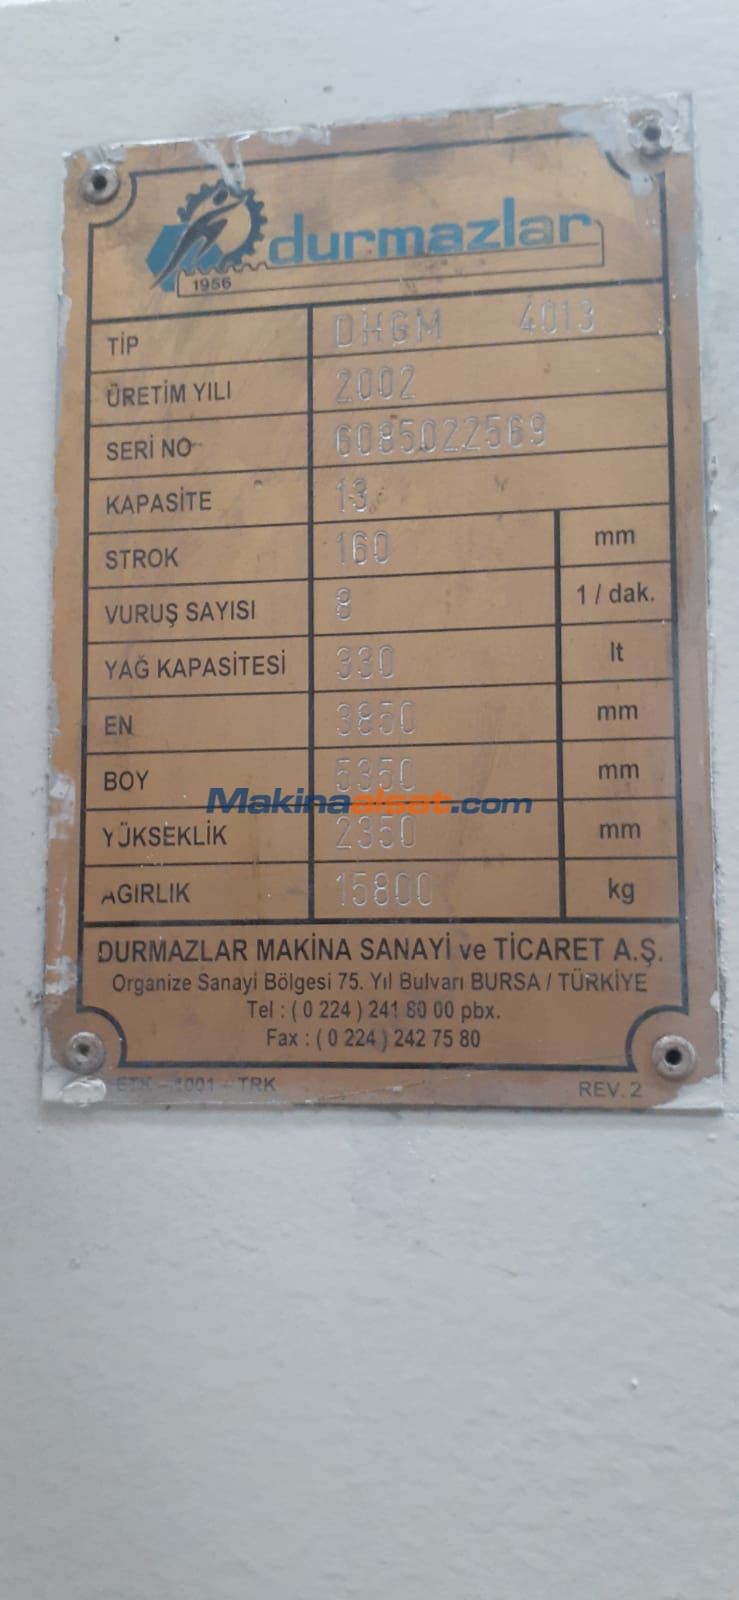 durmazlar
1956
TİP DHGM 4013
ÜRETİM YILI 2002
SERİ NO 6085022569
KAPASİTE 13
STROK 160 mm
VURUŞ SAYISI 8 1 / dak.
YAĞ KAPASİTESİ 330 lt
EN 3850 mm
BOY 5350 mm
Makinaalsat.com
YÜKSEKLİK 2350 mm
AGIRLIK 15800 kg
DURMAZLAR MAKİNA SANAYİ ve TİCARET A.Ş.
Organize Sanayi Bölgesi 75. Yıl Bulvarı BURSA / TÜRKİYE
Tel : ( 0 224 ) 241 80 00 pbx.
Fax : ( 0 224 ) 242 75 80
ETK - 1001 - TRK REV. 2